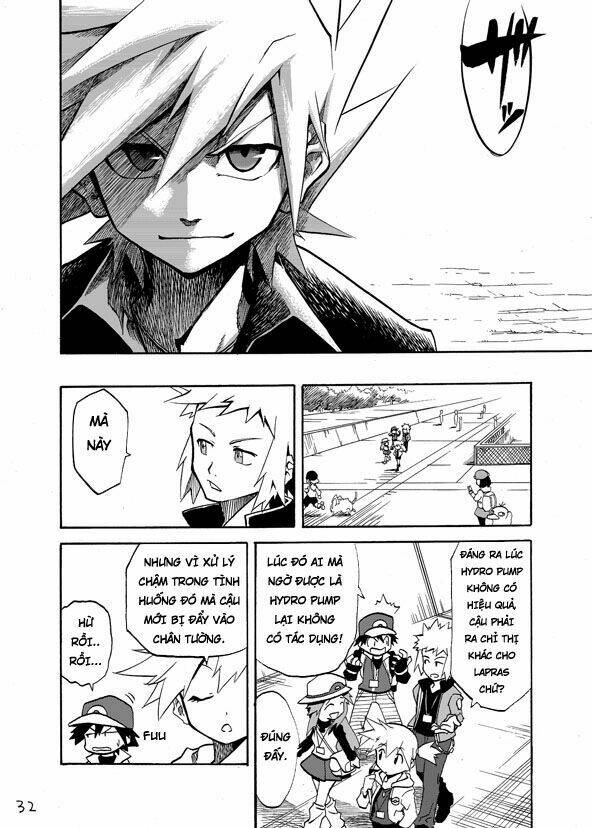 ザッ
MÀ
NÀY
ĐÁNG RA LÚC
HYDRO PUMP
KHÔNG CÓ
HIỆU QUẢ,
CẬU PHẢI
RA CHỈ THỊ
KHÁC CHO
LAPRAS
CHỨ?
LÚC ĐÓ AI MÀ
NGỜ ĐƯỢC LÀ
HYDRO PUMP
LẠI KHÔNG
CÓ TÁC DỤNG!
ĐÚNG
ĐẤY.
NHƯNG VÌ XỬ LÝ
CHẬM TRONG TÌNH
HUỐNG ĐÓ MÀ CẬU
MỚI BỊ ĐẨY VÀO
CHÂN TƯỜNG.
HỪ
RỒI..
RỒI...
FUU
32